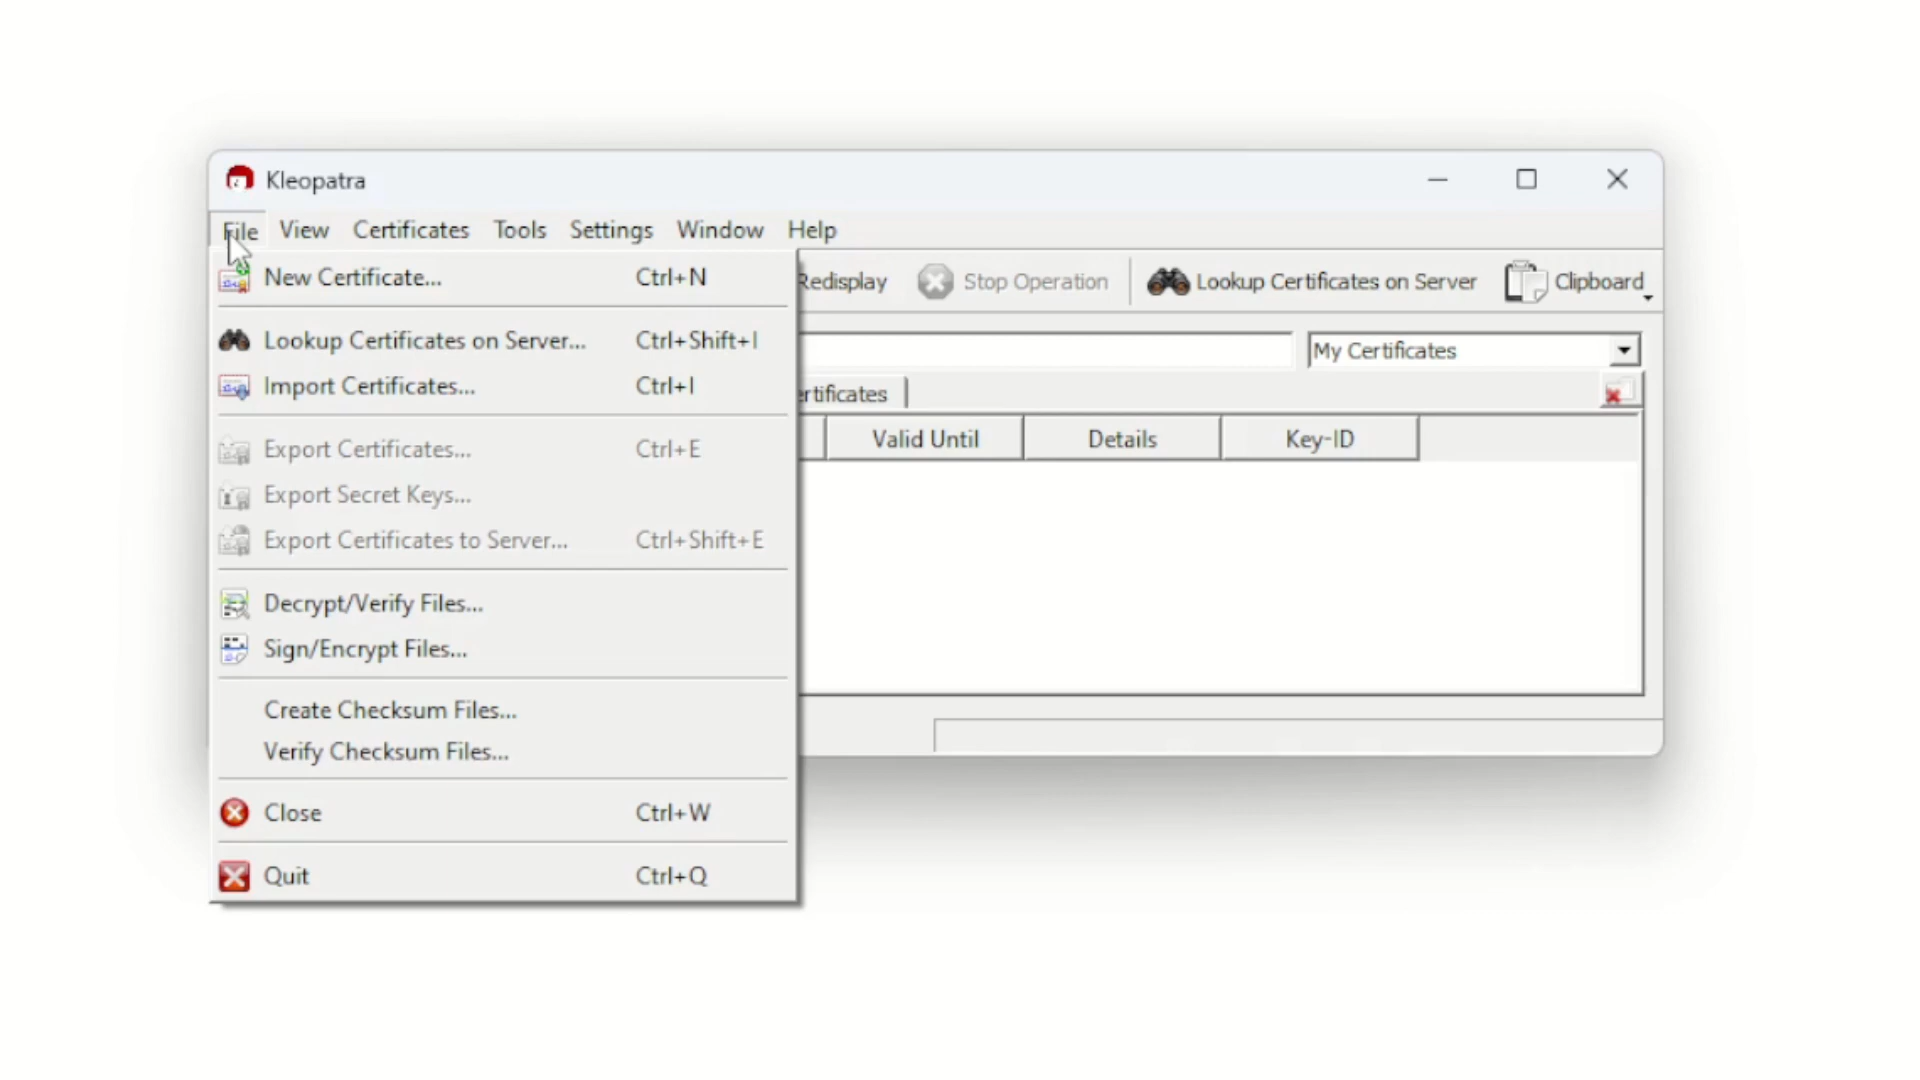 Kleopatra
File View Certificates Tools Settings Window Help
New Certificate... Ctrl+N
Lookup Certificates on Server... Ctrl+Shift+I
Import Certificates... Ctrl+I
Export Certificates... Ctrl+E
Export Secret Keys...
Export Certificates to Server... Ctrl+Shift+E
Decrypt/Verify Files...
Sign/Encrypt Files...
Create Checksum Files...
Verify Checksum Files...
Close Ctrl+W
Quit Ctrl+Q
Redisplay Stop Operation Lookup Certificates on Server Clipboard
My Certificates
ertificates
Valid Until Details Key-ID